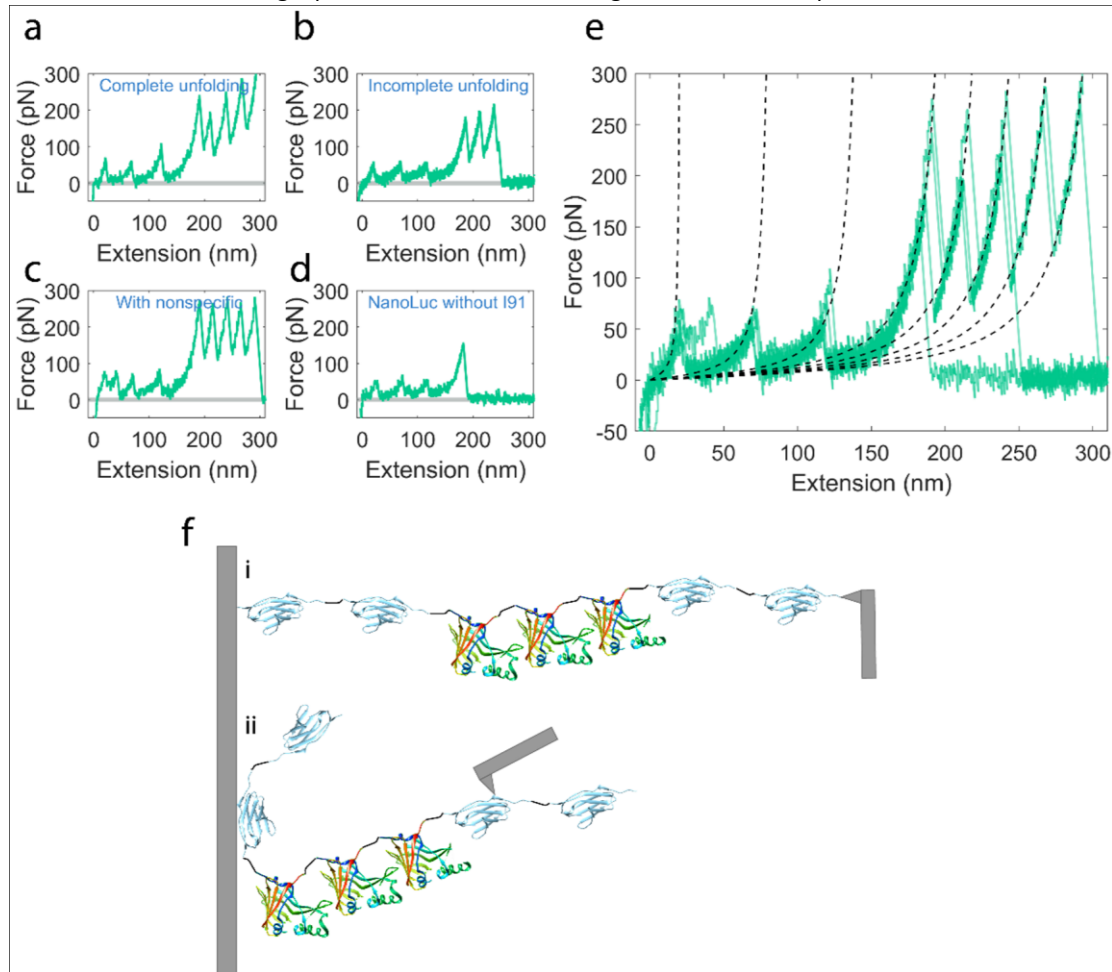 a
Complete unfolding
Force (pN)
300
200
100
0
0 100 200 300
Extension (nm)
b
Incomplete unfolding
Force (pN)
300
200
100
0
0 100 200 300
Extension (nm)
c
With nonspecific
Force (pN)
300
200
100
0
0 100 200 300
Extension (nm)
d
NanoLuc without I91
Force (pN)
300
200
100
0
0 100 200 300
Extension (nm)
e
Force (pN)
300
250
200
150
100
50
0
-50
0 50 100 150 200 250 300
Extension (nm)
f
i
ii